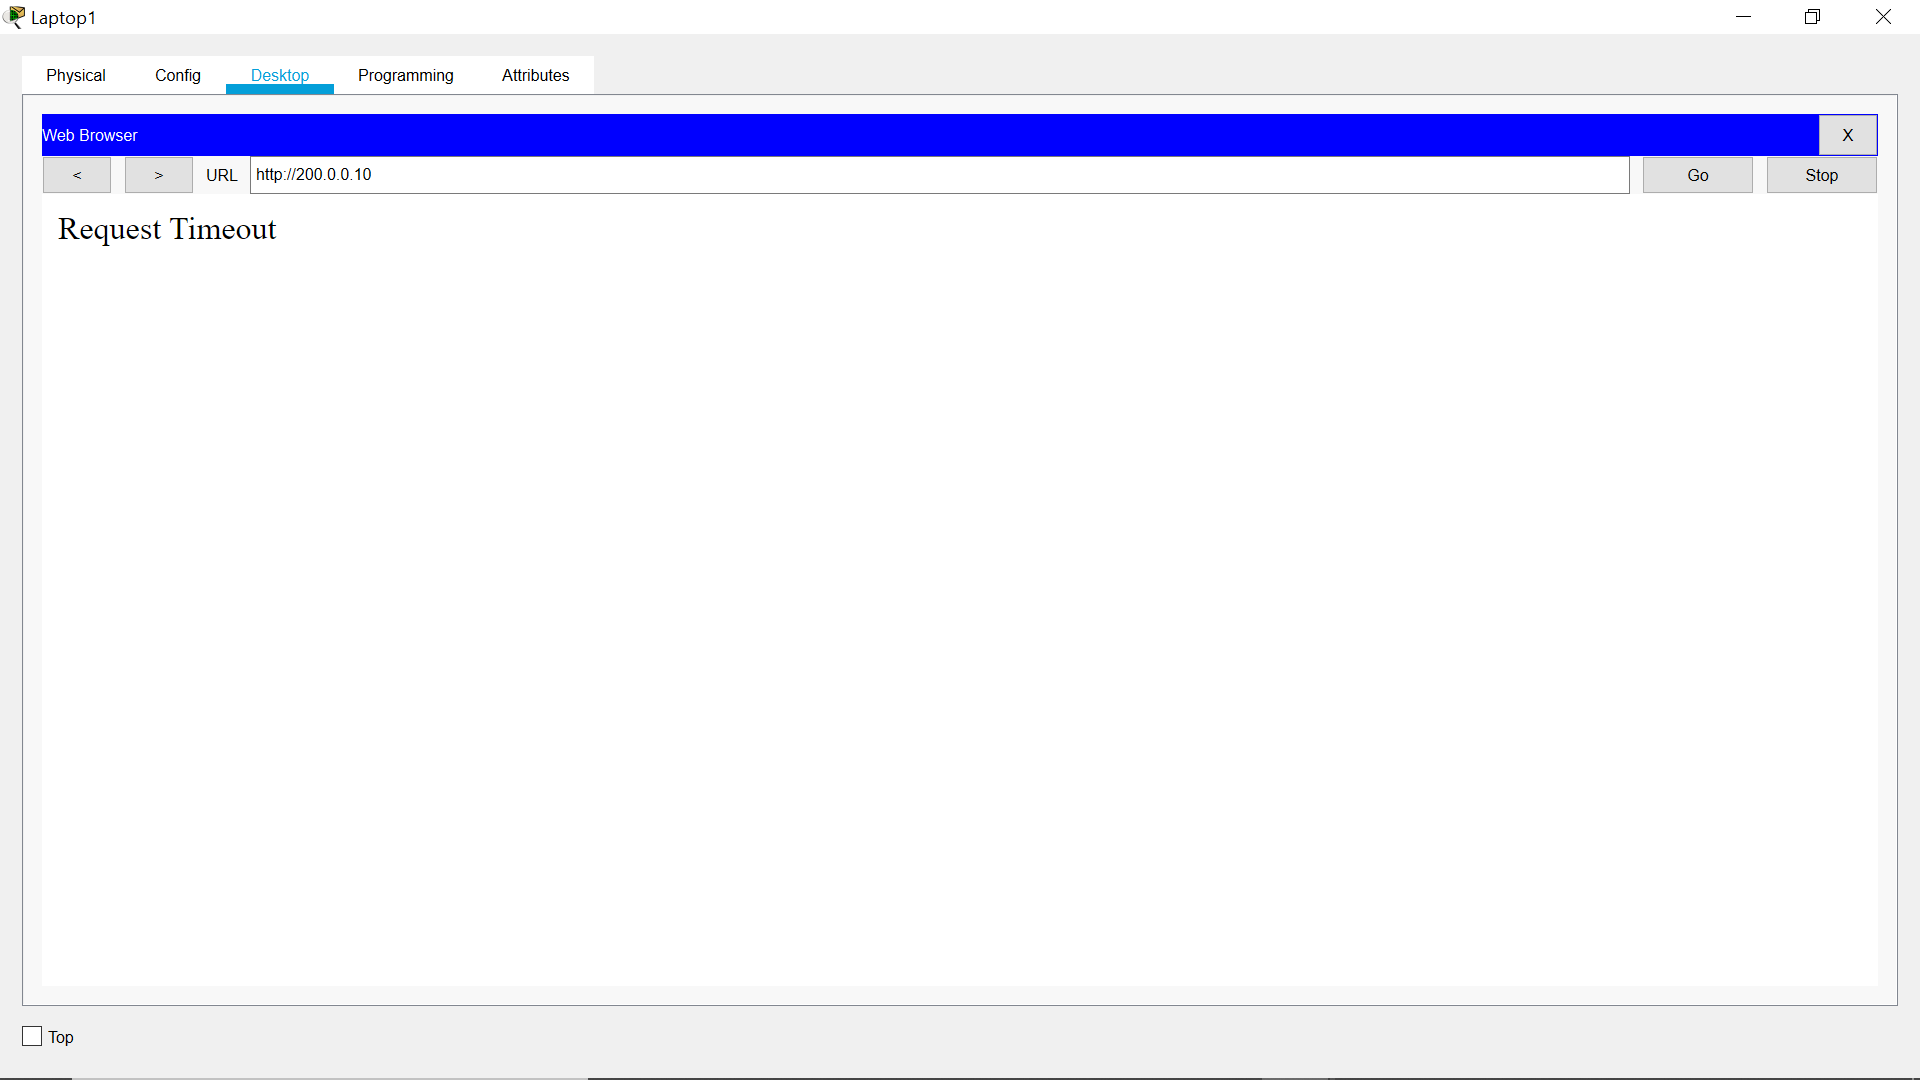 Laptop1
Physical Config Desktop Programming Attributes
Web Browser X
< > URL http://200.0.0.10 Go Stop
Request Timeout
Top